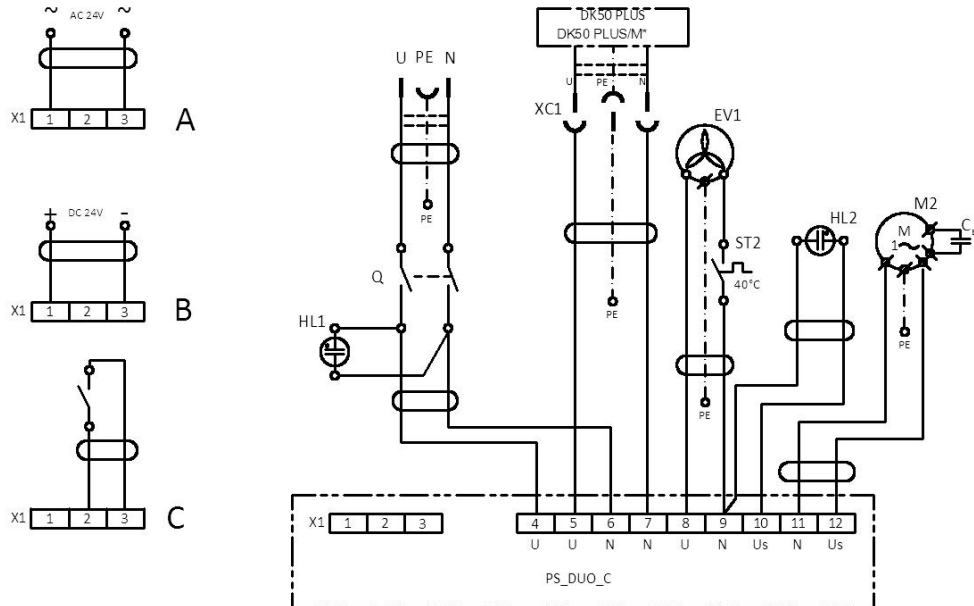 ~ AC 24V ~
X1 1 2 3 A
+ DC 24V -
X1 1 2 3 B
X1 1 2 3 C
DK50 PLUS
DK50 PLUS/M*
U PE N
U PE N
XC1
EV1
PE
Q
HL1
PE
ST2
40°C
PE
HL2
M2
M
1 ~
PE
X1 1 2 3 4 5 6 7 8 9 10 11 12
U U N N U N Us N Us
PS_DUO_C